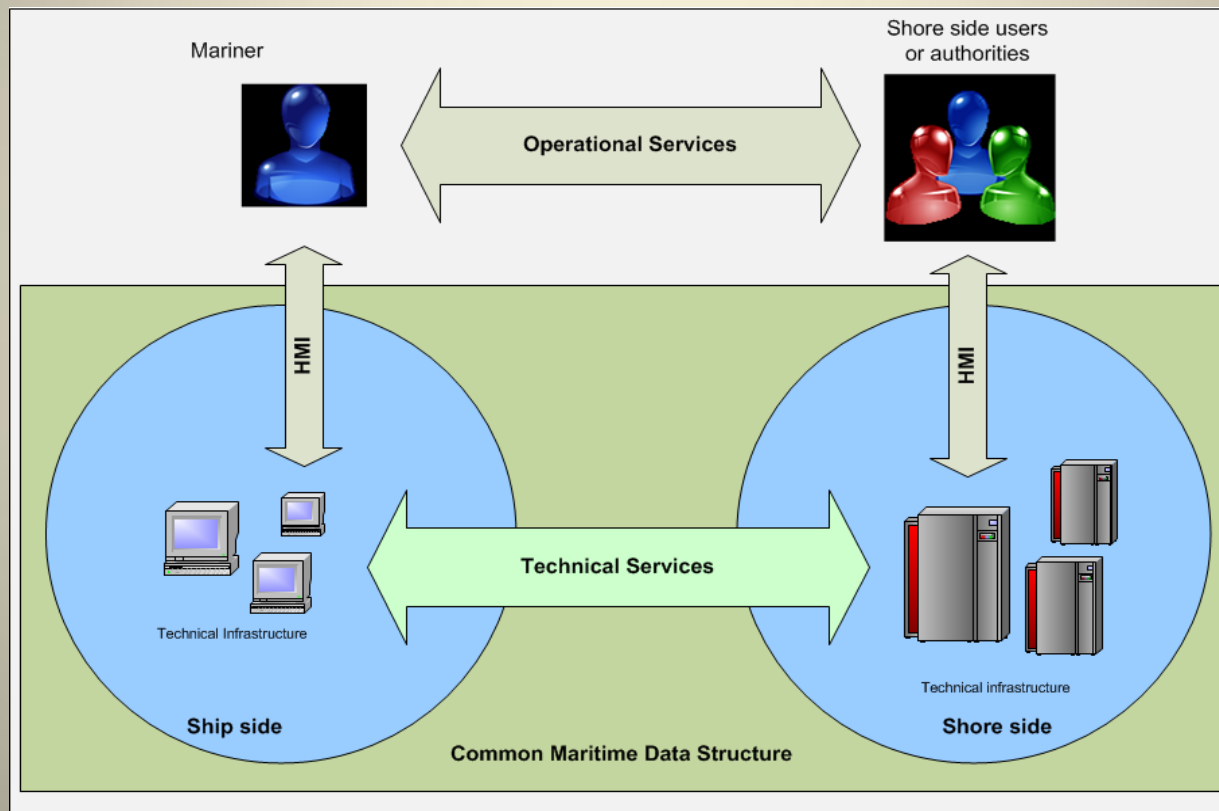 Mariner
Shore side users
or authorities
Operational Services
HMI
HMI
Technical Services
Technical Infrastructure
Technical infrastructure
Ship side
Shore side
Common Maritime Data Structure